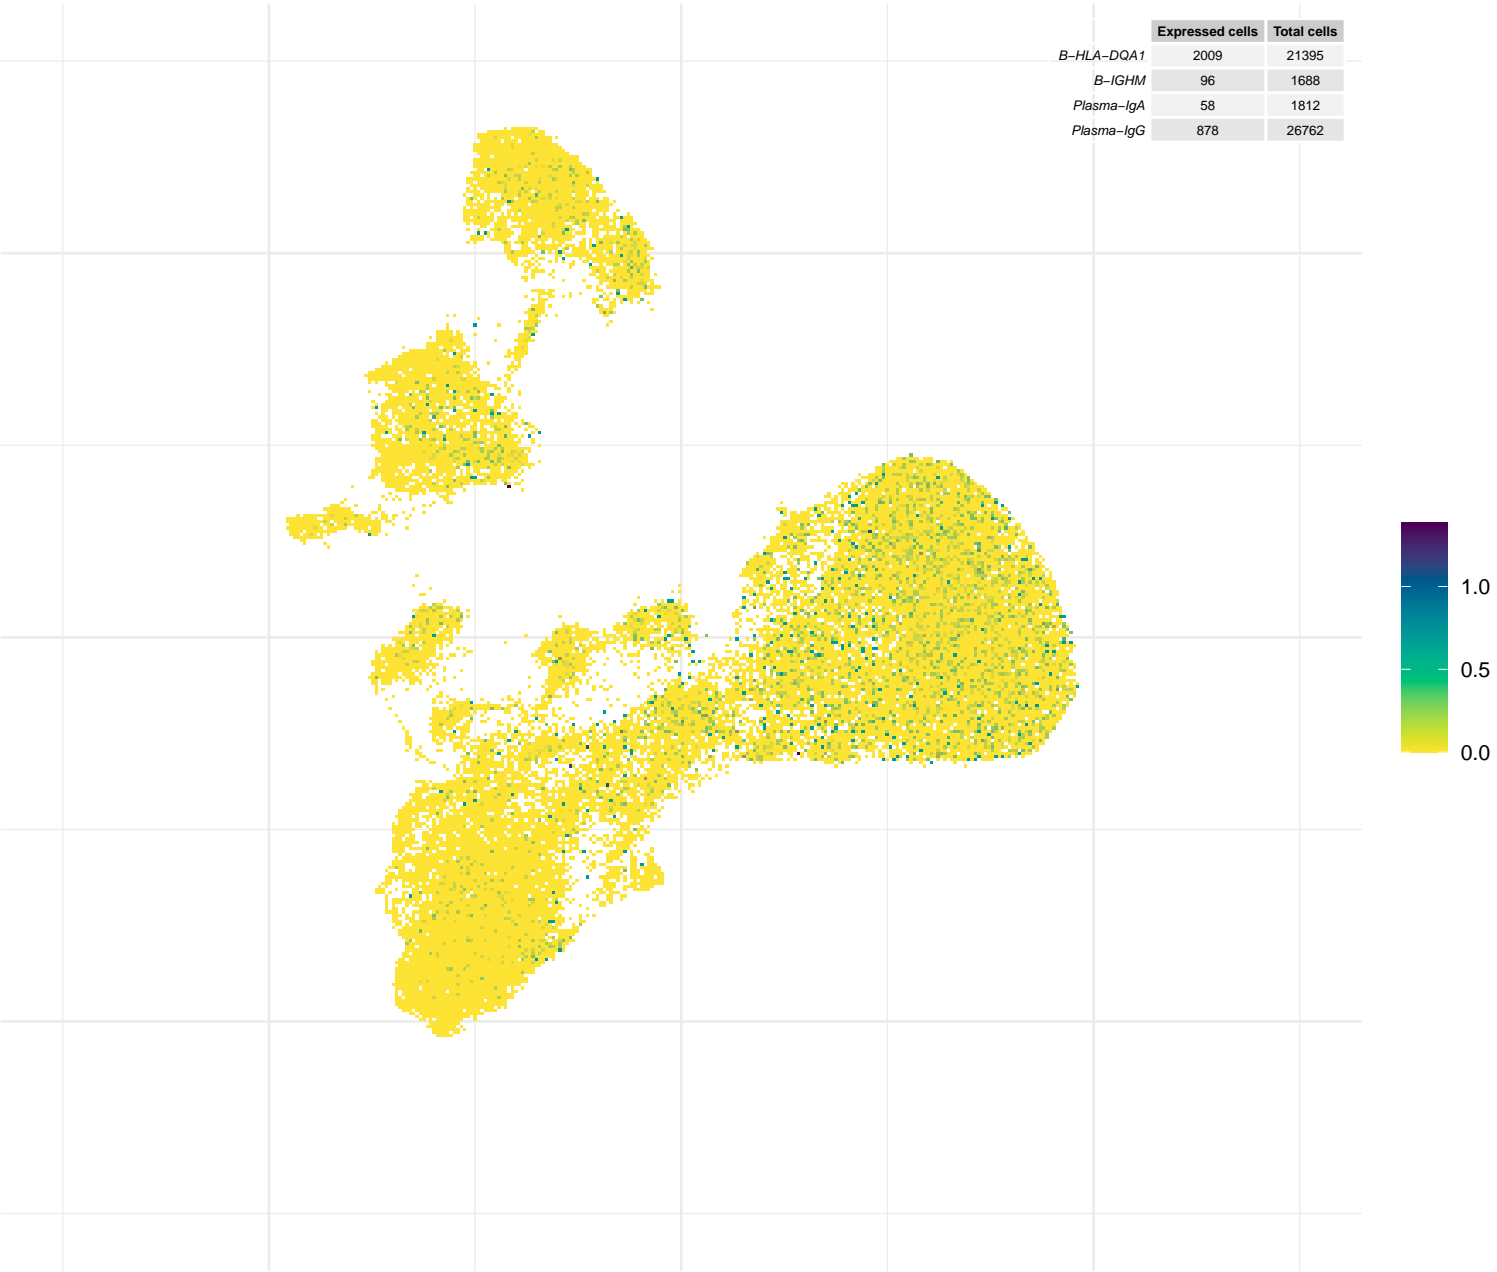 Expressed cells Total cells
B−HLA−DQA1 2009 21395
B−IGHM 96 1688
Plasma−IgA 58 1812
Plasma−IgG 878 26762
1.0
0.5
0.0